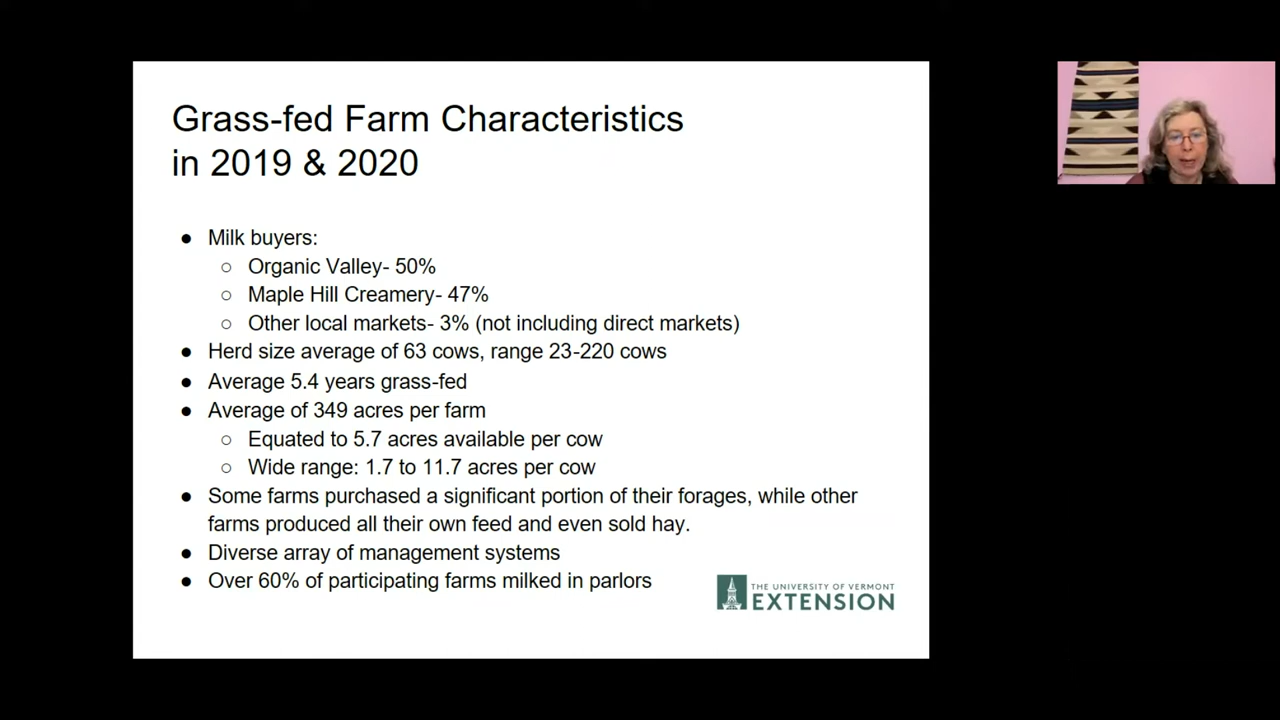 Grass-fed Farm Characteristics
in 2019 & 2020
● Milk buyers:
○ Organic Valley- 50%
○ Maple Hill Creamery- 47%
○ Other local markets- 3% (not including direct markets)
● Herd size average of 63 cows, range 23-220 cows
● Average 5.4 years grass-fed
● Average of 349 acres per farm
○ Equated to 5.7 acres available per cow
○ Wide range: 1.7 to 11.7 acres per cow
● Some farms purchased a significant portion of their forages, while other
farms produced all their own feed and even sold hay.
● Diverse array of management systems
● Over 60% of participating farms milked in parlors
THE UNIVERSITY OF VERMONT
EXTENSION